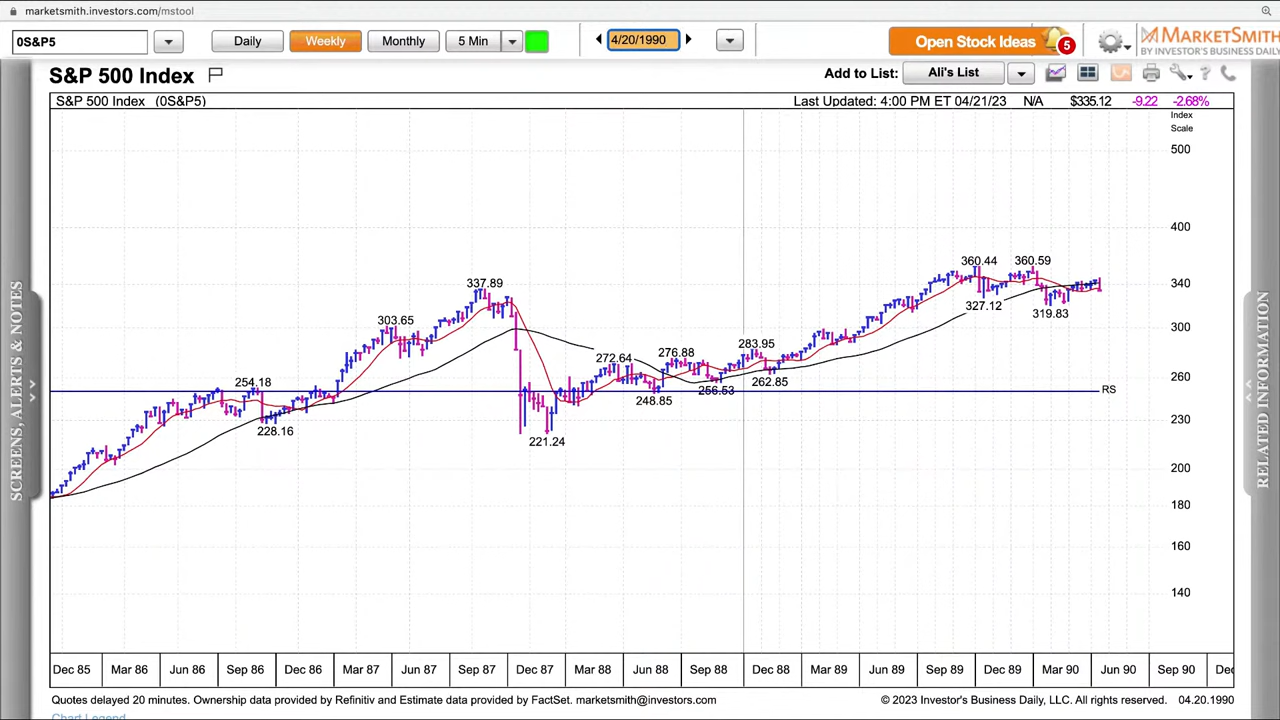 marketsmith.investors.com/mstool
0S&P5 Daily Weekly Monthly 5 Min 4/20/1990 Open Stock Ideas 5 MarketSmith
BY INVESTOR'S BUSINESS DAILY
S&P 500 Index Add to List: Ali's List
S&P 500 Index (0S&P5) Last Updated: 4:00 PM ET 04/21/23 N/A $335.12 -9.22 -2.68%
Index
Scale
500
400
360.44 360.59
337.89 340
327.12
319.83
303.65 300
283.95
272.64 276.88
260
254.18 248.85 256.53 262.85
RS
228.16 230
221.24
200
180
160
140
Dec 85 Mar 86 Jun 86 Sep 86 Dec 86 Mar 87 Jun 87 Sep 87 Dec 87 Mar 88 Jun 88 Sep 88 Dec 88 Mar 89 Jun 89 Sep 89 Dec 89 Mar 90 Jun 90 Sep 90 Dec
Quotes delayed 20 minutes. Ownership data provided by Refinitiv and Estimate data provided by FactSet. marketsmith@investors.com © 2023 Investor's Business Daily, LLC. All rights reserved. 04.20.1990
Chart Legend
SCREENS, ALERTS & NOTES
RELATED INFORMATION